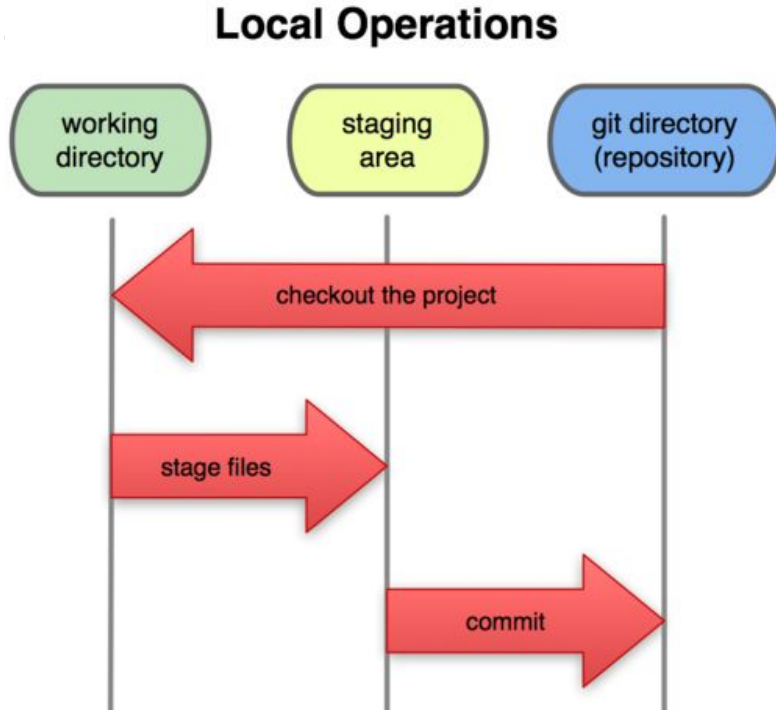 Local Operations
working
directory
staging
area
git directory
(repository)
checkout the project
stage files
commit